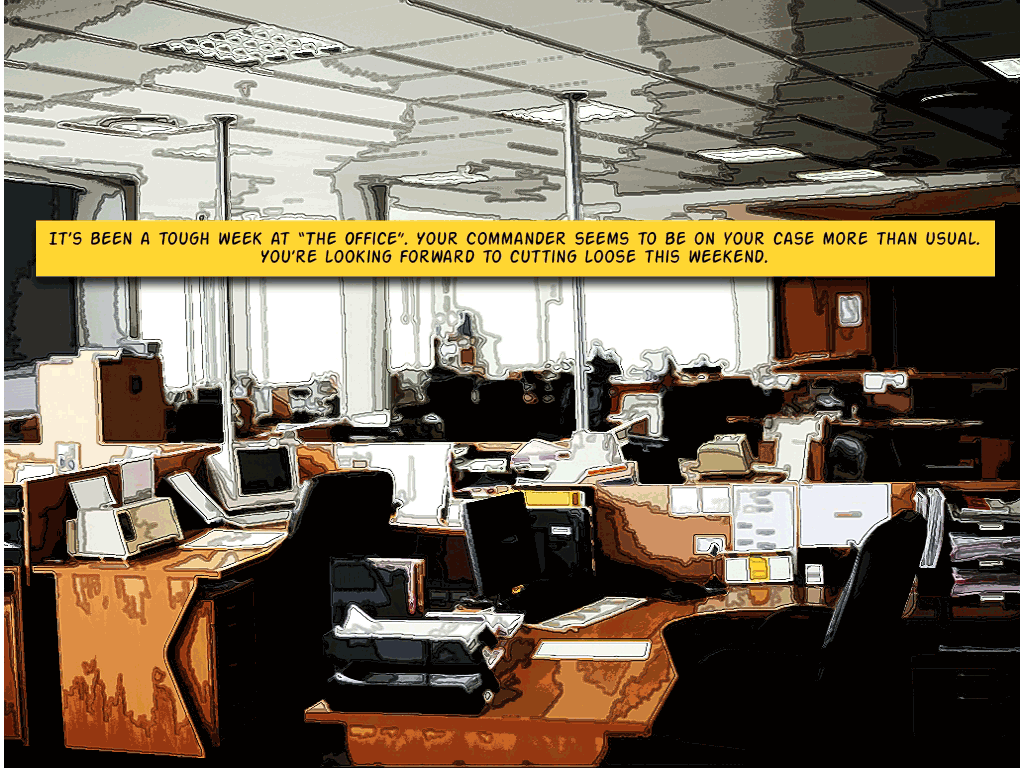 IT'S BEEN A TOUGH WEEK AT "THE OFFICE". YOUR COMMANDER SEEMS TO BE ON YOUR CASE MORE THAN USUAL.
YOU'RE LOOKING FORWARD TO CUTTING LOOSE THIS WEEKEND.